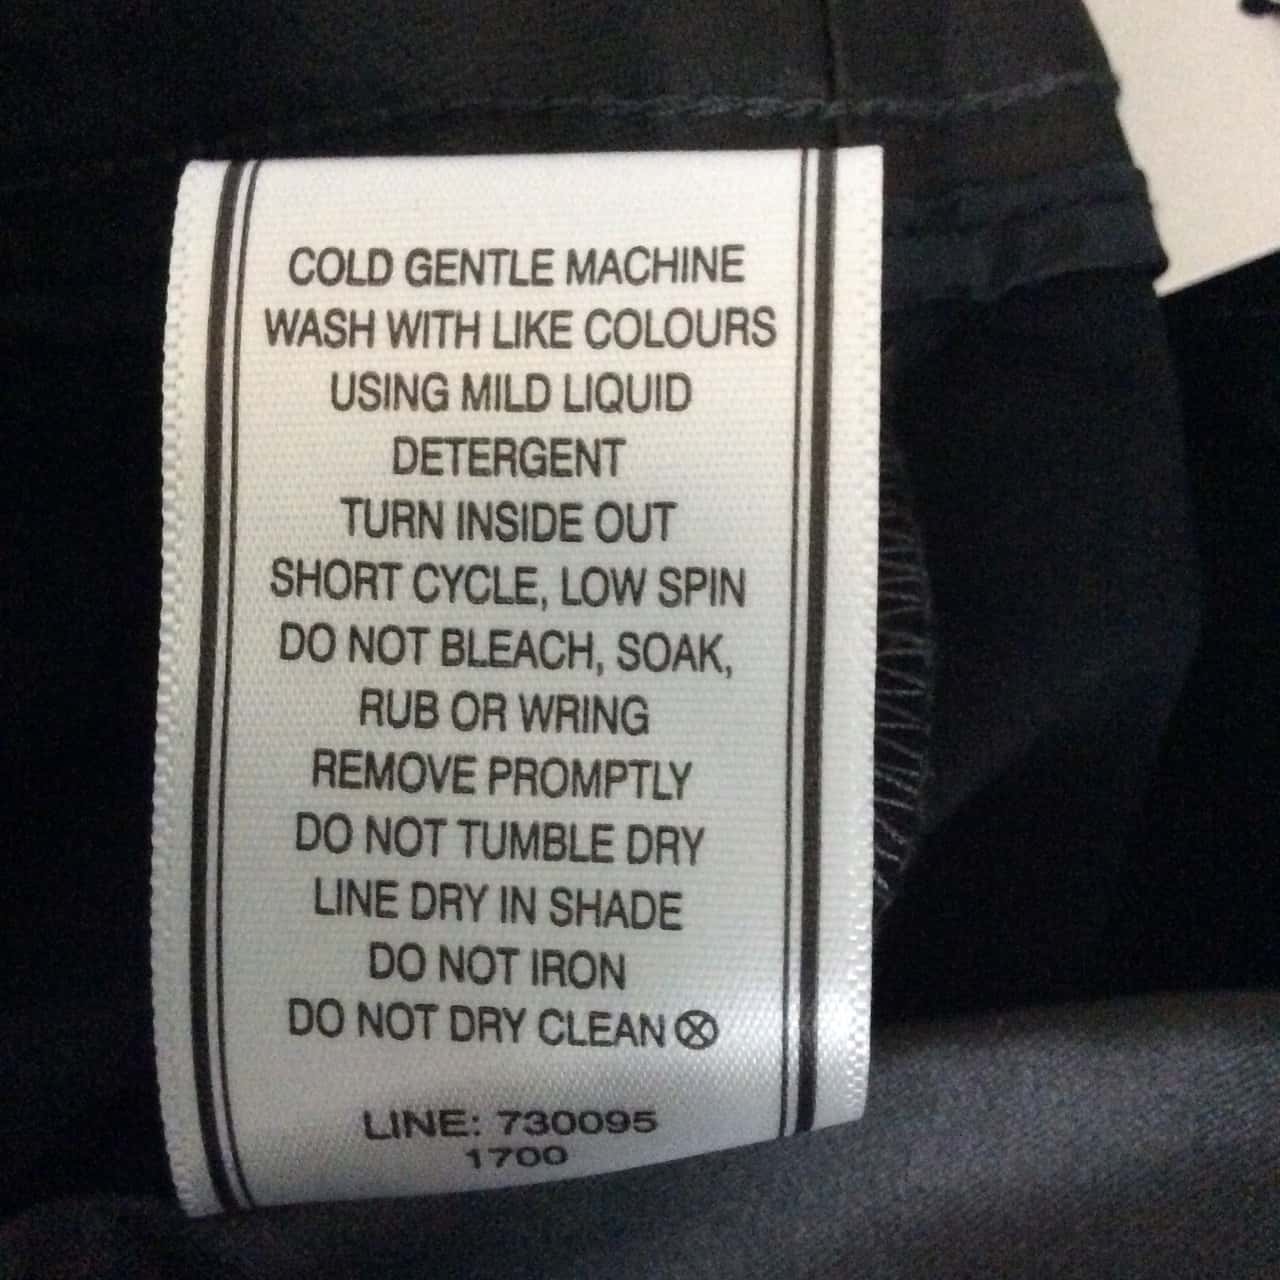 COLD GENTLE MACHINE
WASH WITH LIKE COLOURS
USING MILD LIQUID
DETERGENT
TURN INSIDE OUT
SHORT CYCLE, LOW SPIN
DO NOT BLEACH, SOAK,
RUB OR WRING
REMOVE PROMPTLY
DO NOT TUMBLE DRY
LINE DRY IN SHADE
DO NOT IRON
DO NOT DRY CLEAN
LINE: 730095
1700